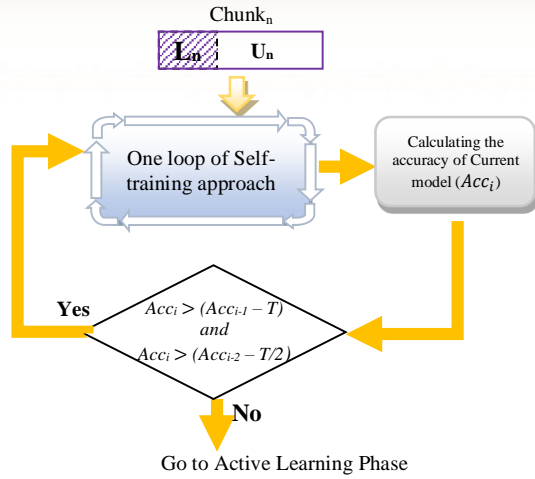 Chunkₙ
Lₙ Uₙ
One loop of Self-
training approach
Calculating the
accuracy of Current
model (Accᵢ)
Yes
Accᵢ > (Accᵢ₋₁ – T)
and
Accᵢ > (Accᵢ₋₂ – T/2)
No
Go to Active Learning Phase